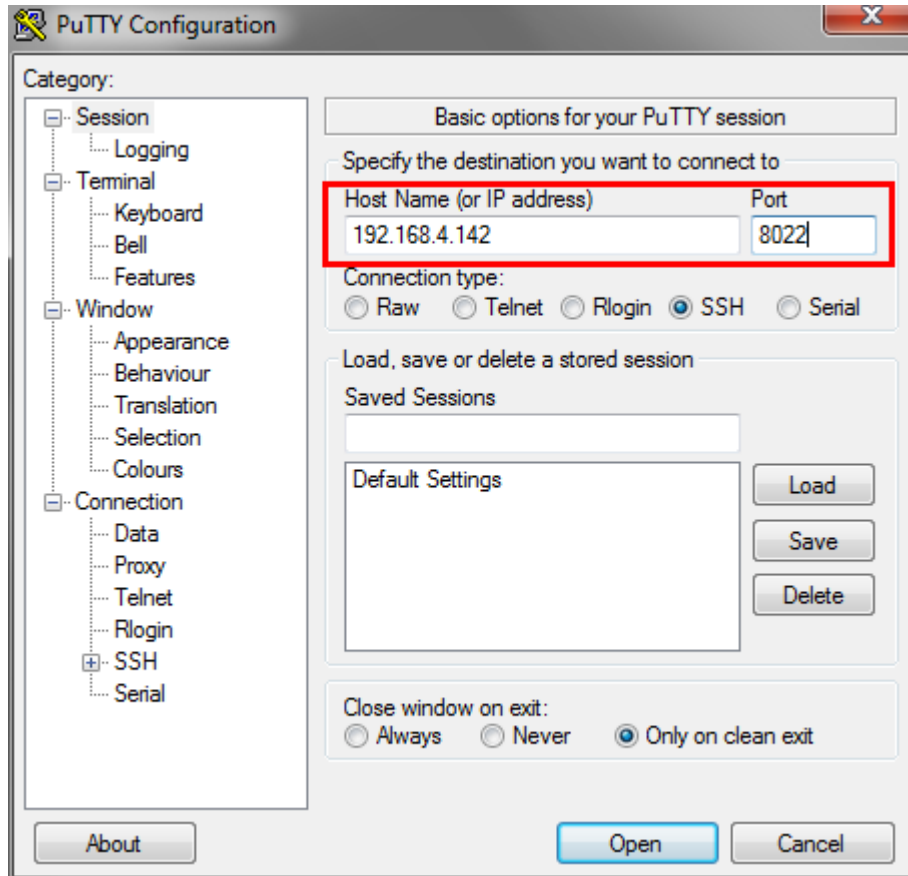 PuTTY Configuration
Category:
Session
Logging
Terminal
Keyboard
Bell
Features
Window
Appearance
Behaviour
Translation
Selection
Colours
Connection
Data
Proxy
Telnet
Rlogin
SSH
Serial
Basic options for your PuTTY session
Specify the destination you want to connect to
Host Name (or IP address) Port
192.168.4.142 8022
Connection type:
Raw Telnet Rlogin SSH Serial
Load, save or delete a stored session
Saved Sessions
Default Settings
Load
Save
Delete
Close window on exit:
Always Never Only on clean exit
About Open Cancel